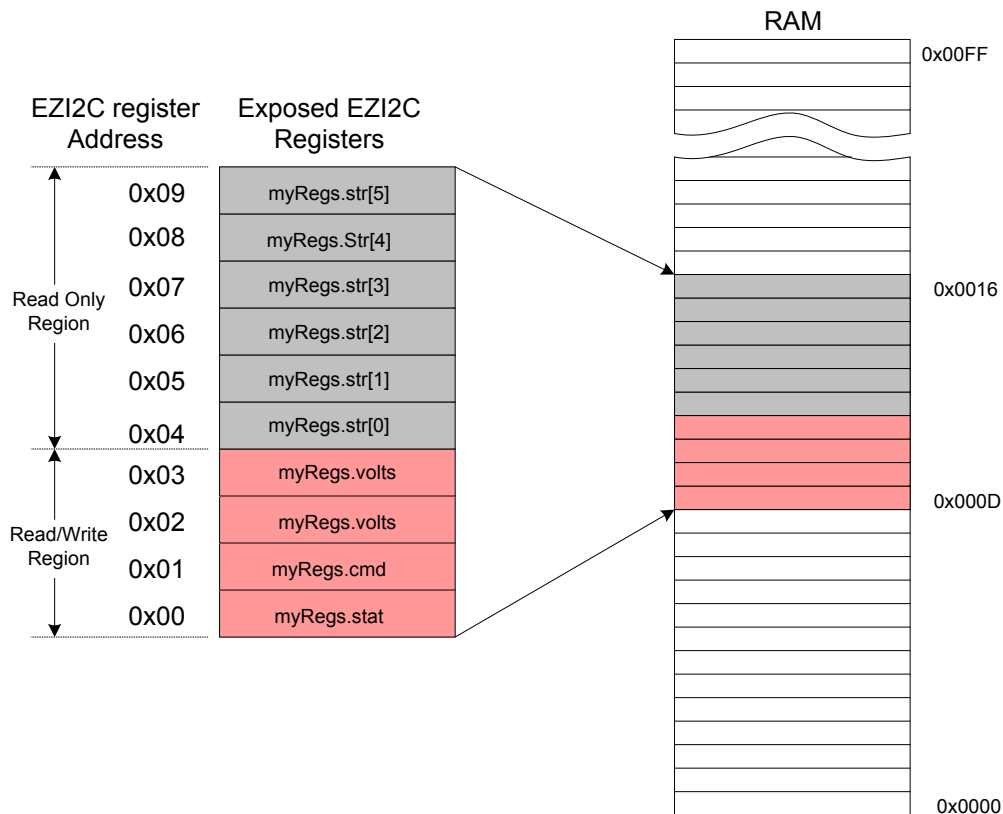 RAM
0x00FF
EZI2C register
Address
Exposed EZI2C
Registers
0x09
myRegs.str[5]
0x08
myRegs.Str[4]
0x07
myRegs.str[3]
0x0016
Read Only
Region
0x06
myRegs.str[2]
0x05
myRegs.str[1]
0x04
myRegs.str[0]
0x03
myRegs.volts
0x000D
Read/Write
Region
0x02
myRegs.volts
0x01
myRegs.cmd
0x00
myRegs.stat
0x0000